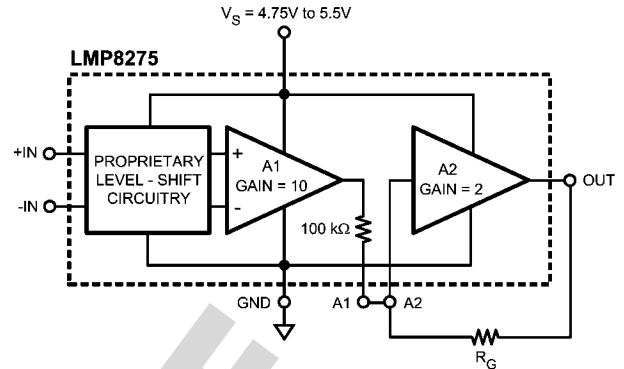 V_S = 4.75V to 5.5V
LMP8275
+IN
-IN
PROPRIETARY
LEVEL - SHIFT
CIRCUITRY
+
-
A1
GAIN = 10
100 kΩ
A2
GAIN = 2
OUT
GND
A1
A2
R_G